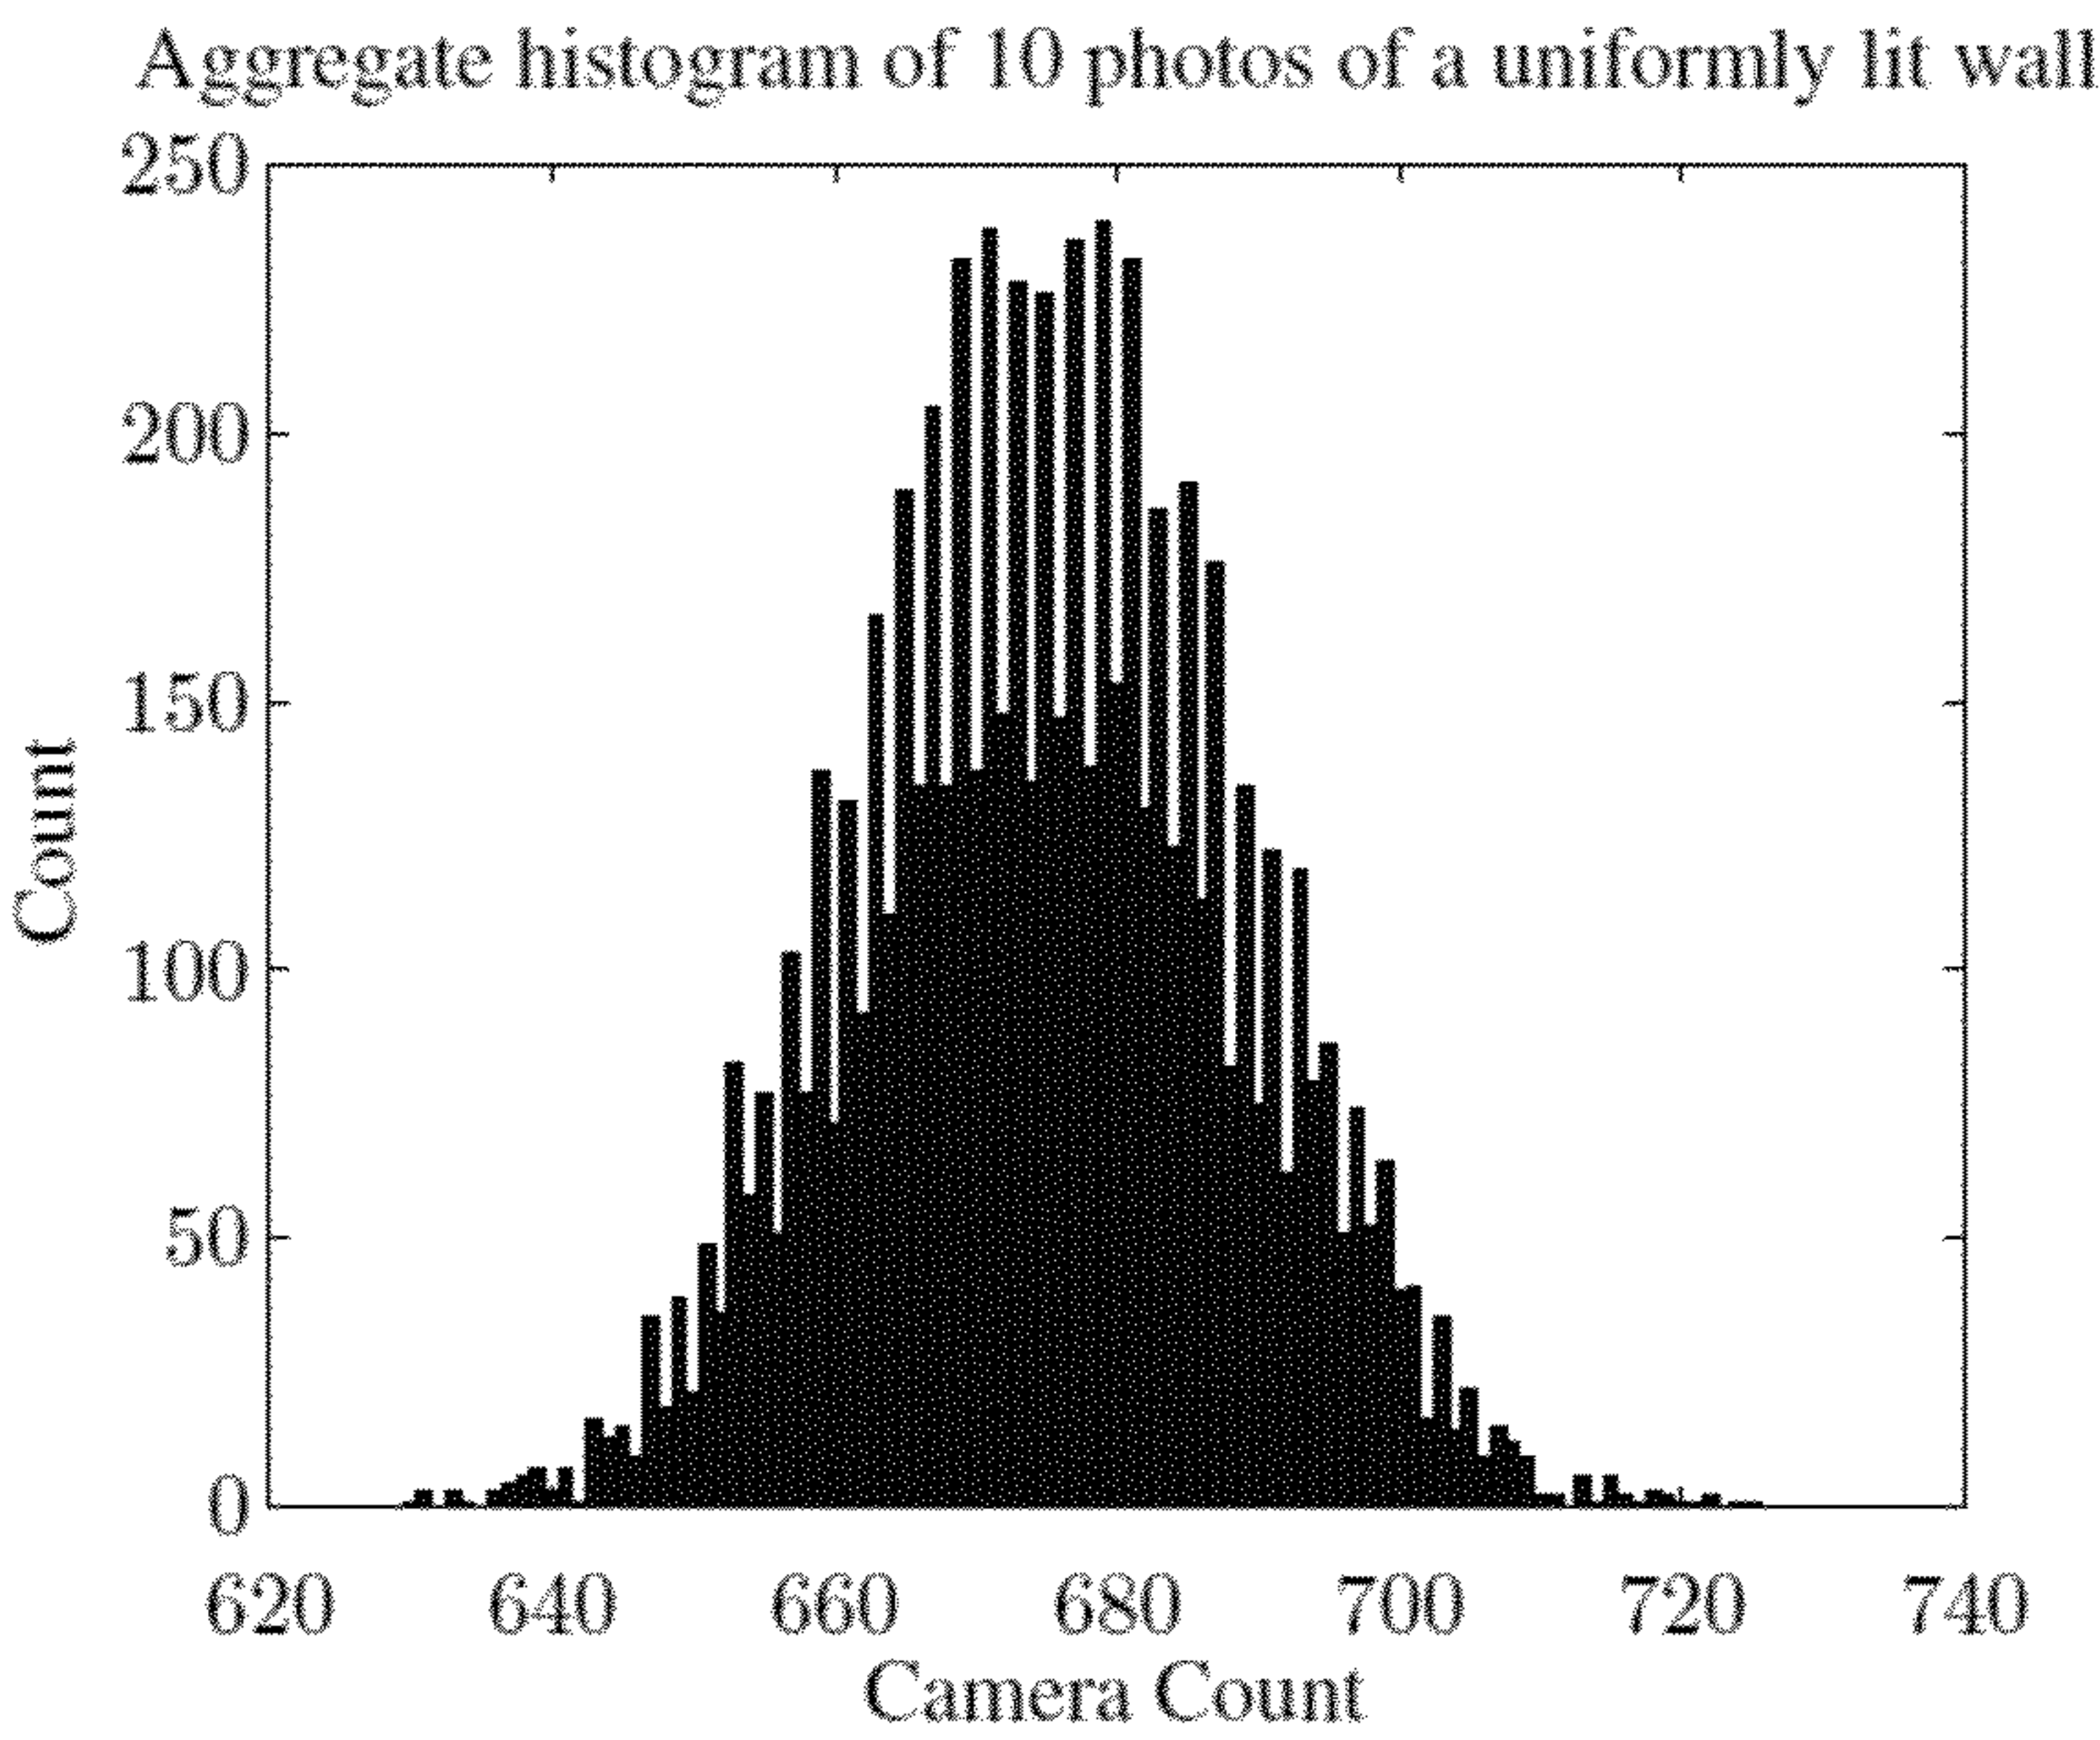 Aggregate histogram of 10 photos of a uniformly lit wall
250
200
150
100
50
0
Count
620 640 660 680 700 720 740
Camera Count